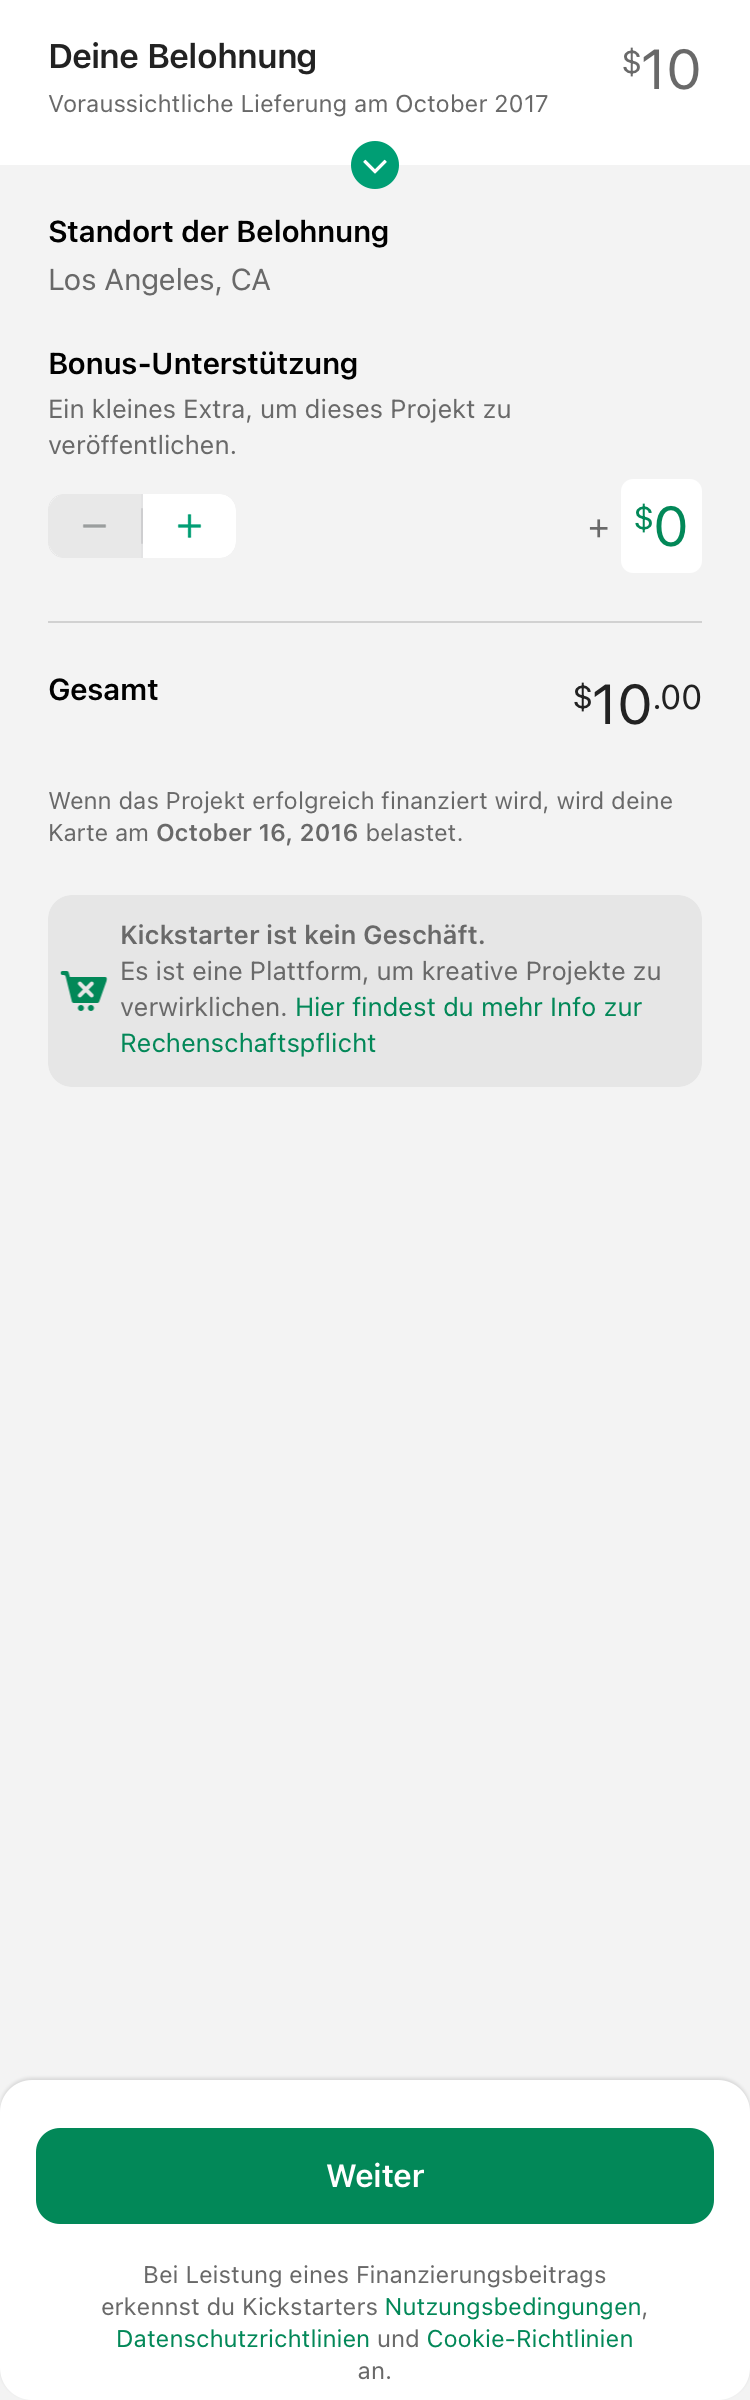 Deine Belohnung
$10
Voraussichtliche Lieferung am October 2017
Standort der Belohnung
Los Angeles, CA
Bonus-Unterstützung
Ein kleines Extra, um dieses Projekt zu
veröffentlichen.
− + + $0
Gesamt
$10.00
Wenn das Projekt erfolgreich finanziert wird, wird deine
Karte am October 16, 2016 belastet.
Kickstarter ist kein Geschäft.
Es ist eine Plattform, um kreative Projekte zu
verwirklichen. Hier findest du mehr Info zur
Rechenschaftspflicht
Weiter
Bei Leistung eines Finanzierungsbeitrags
erkennst du Kickstarters Nutzungsbedingungen,
Datenschutzrichtlinien und Cookie-Richtlinien
an.